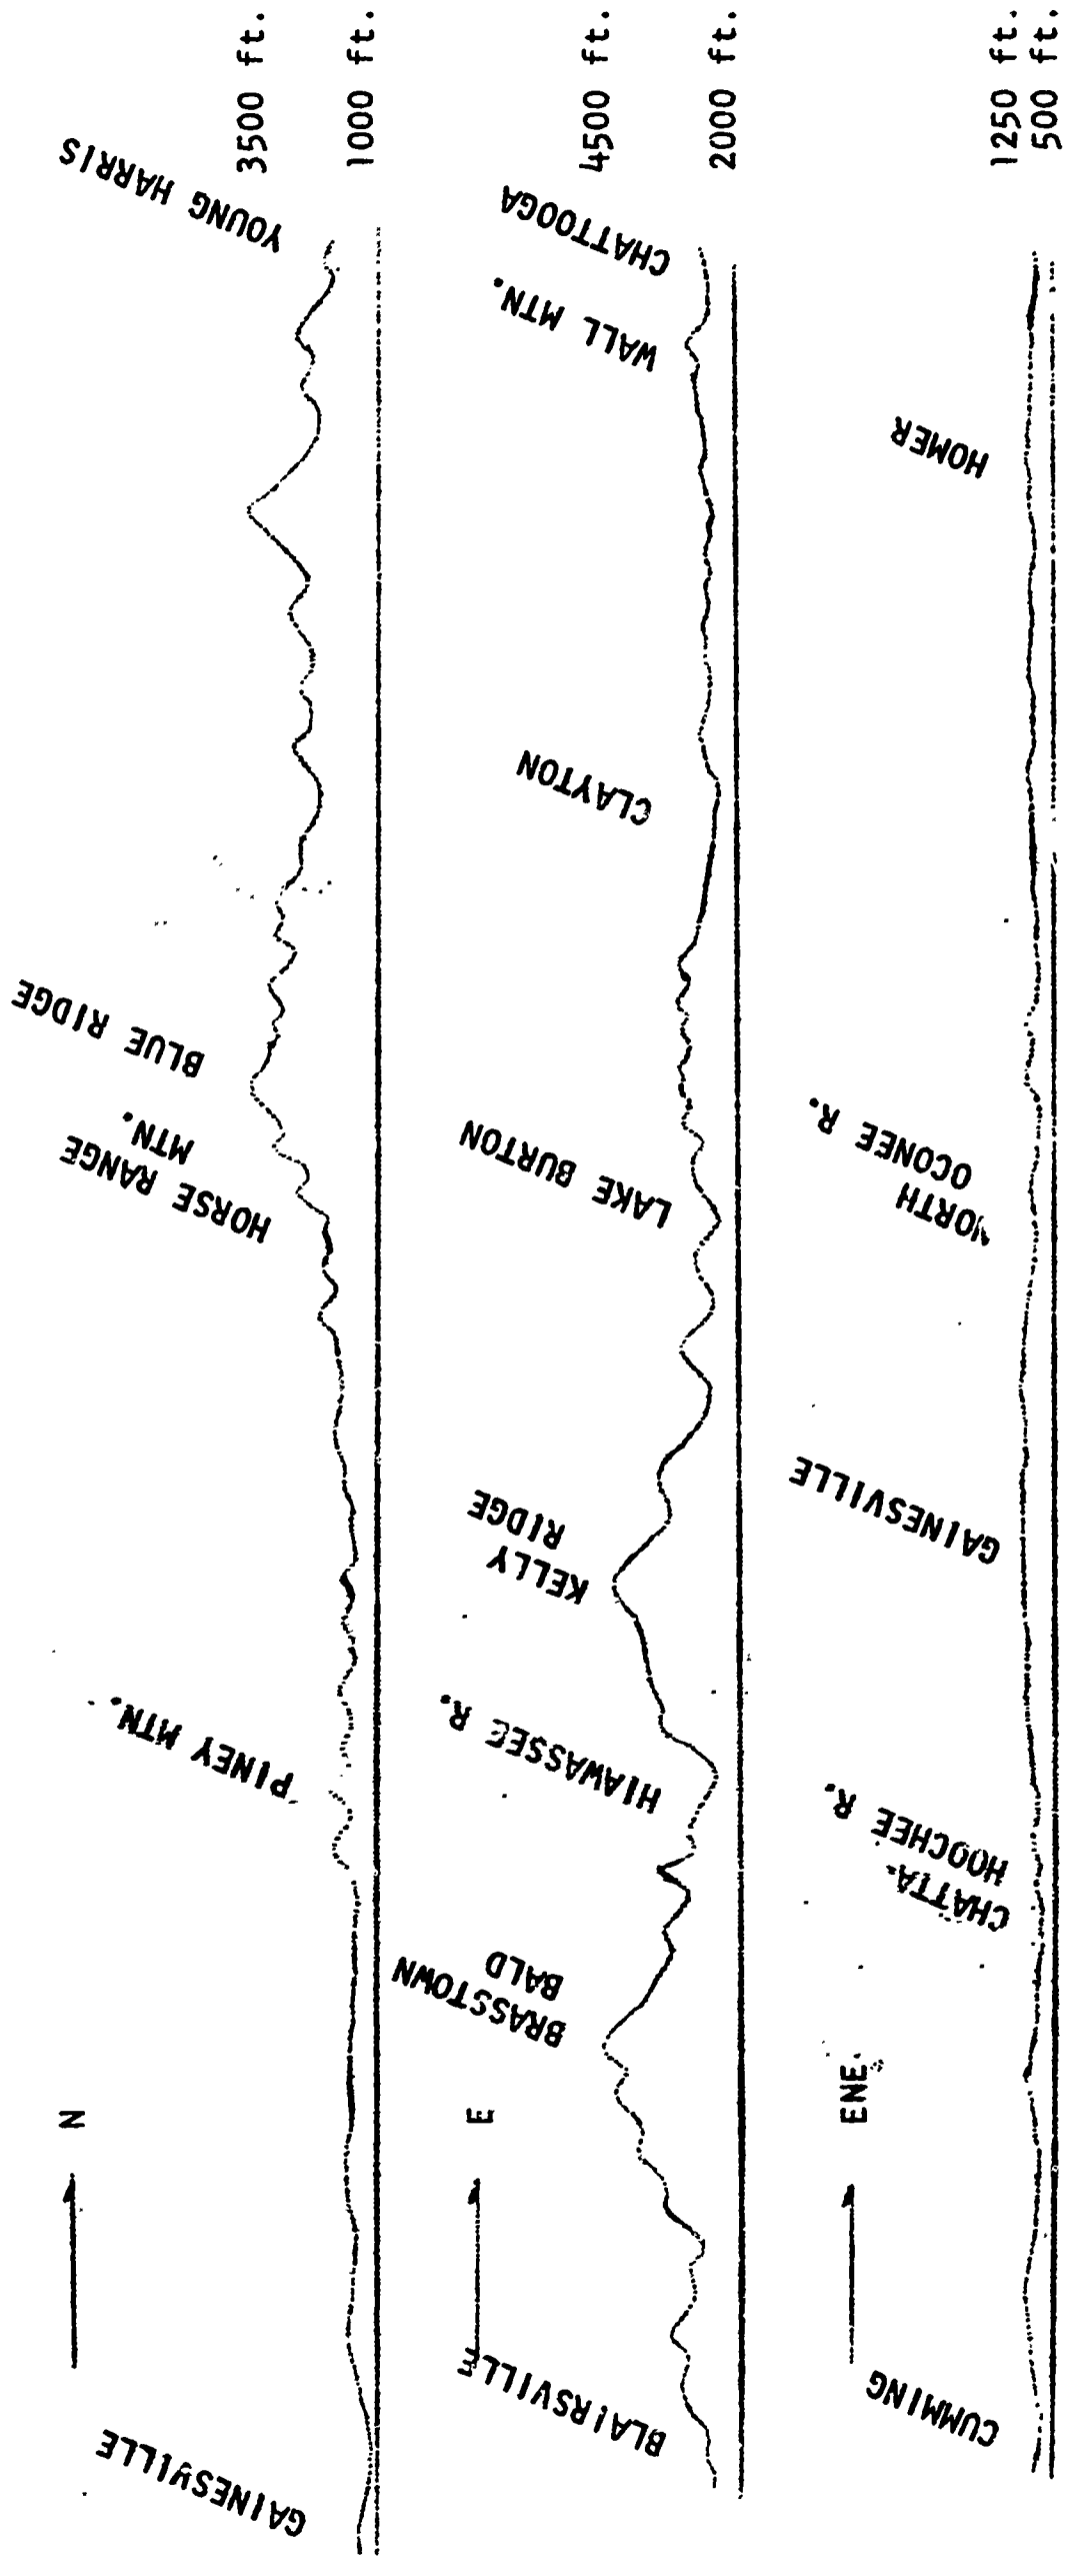 N
GAINESVILLE
PINEY MTN.
HORSE RANGE
MTN.
BLUE RIDGE
YOUNG HARRIS
3500 ft.
1000 ft.
E
BLAIRSVILLE
BRASSTOWN
BALD
HIAWASSEE R.
KELLY
RIDGE
LAKE BURTON
CLAYTON
WALL MTN.
CHATTOOGA
4500 ft.
2000 ft.
ENE
CUMMING
CHATTA-
HOOCHEE R.
GAINESVILLE
NORTH
OCONEE R.
HOMER
1250 ft.
500 ft.